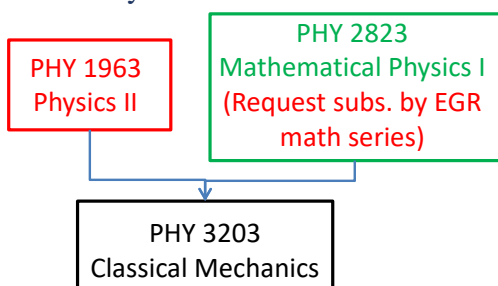 PHY 1963
Physics II
PHY 2823
Mathematical Physics I
(Request subs. by EGR
math series)
PHY 3203
Classical Mechanics